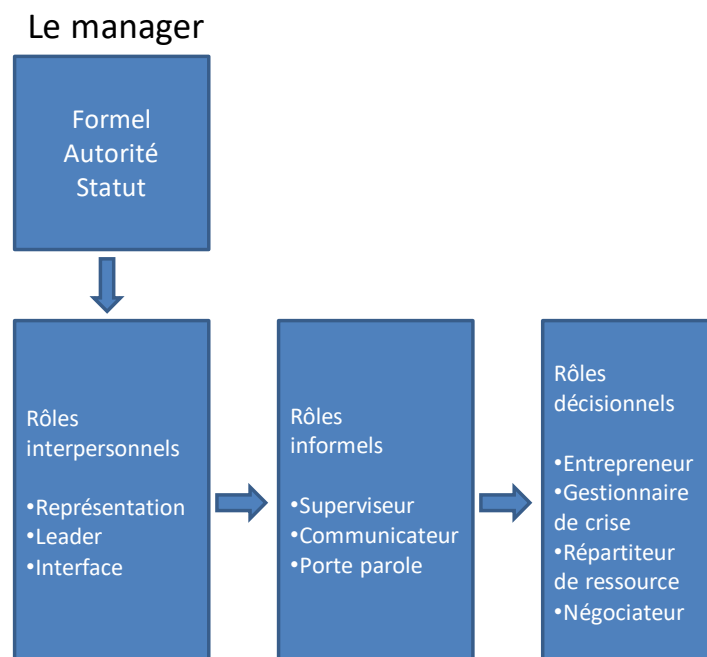 Le manager
Formel
Autorité
Statut
Rôles
interpersonnels
•Représentation
•Leader
•Interface
Rôles
informels
•Superviseur
•Communicateur
•Porte parole
Rôles
décisionnels
•Entrepreneur
•Gestionnaire
de crise
•Répartiteur
de ressource
•Négociateur